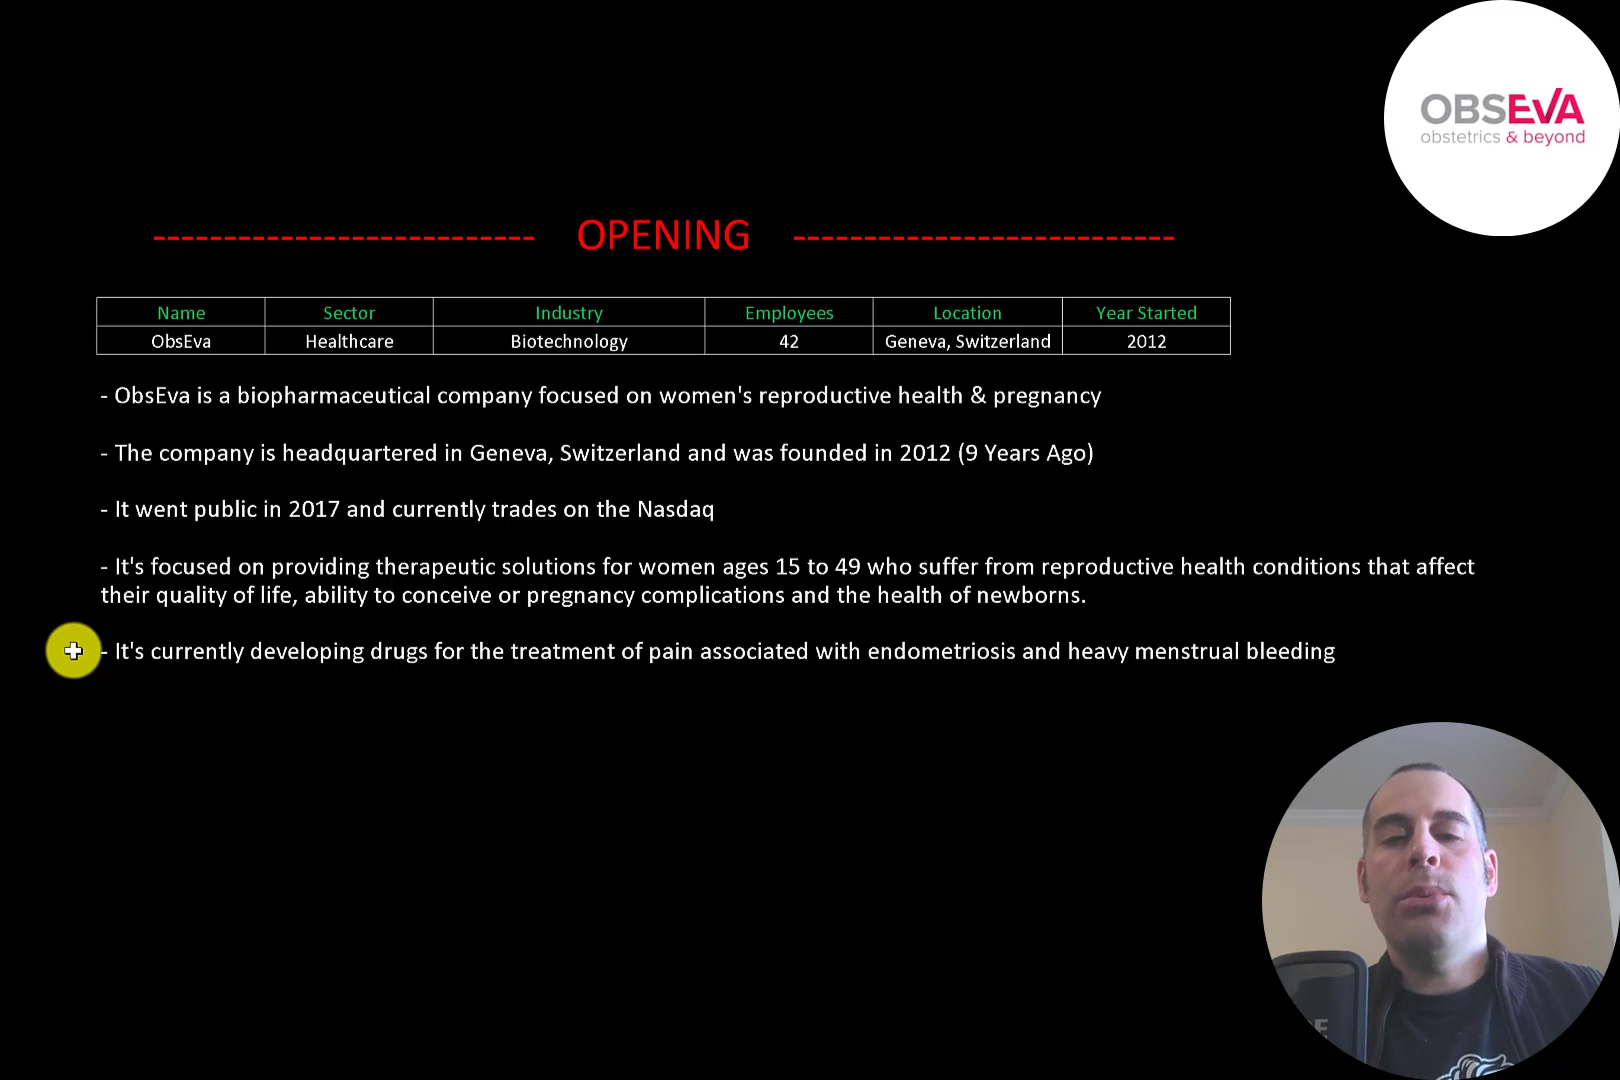 OBSEVA
obstetrics & beyond
--------------------------- OPENING ---------------------------
Name Sector Industry Employees Location Year Started
ObsEva Healthcare Biotechnology 42 Geneva, Switzerland 2012
- ObsEva is a biopharmaceutical company focused on women's reproductive health & pregnancy
- The company is headquartered in Geneva, Switzerland and was founded in 2012 (9 Years Ago)
- It went public in 2017 and currently trades on the Nasdaq
- It's focused on providing therapeutic solutions for women ages 15 to 49 who suffer from reproductive health conditions that affect
their quality of life, ability to conceive or pregnancy complications and the health of newborns.
- It's currently developing drugs for the treatment of pain associated with endometriosis and heavy menstrual bleeding